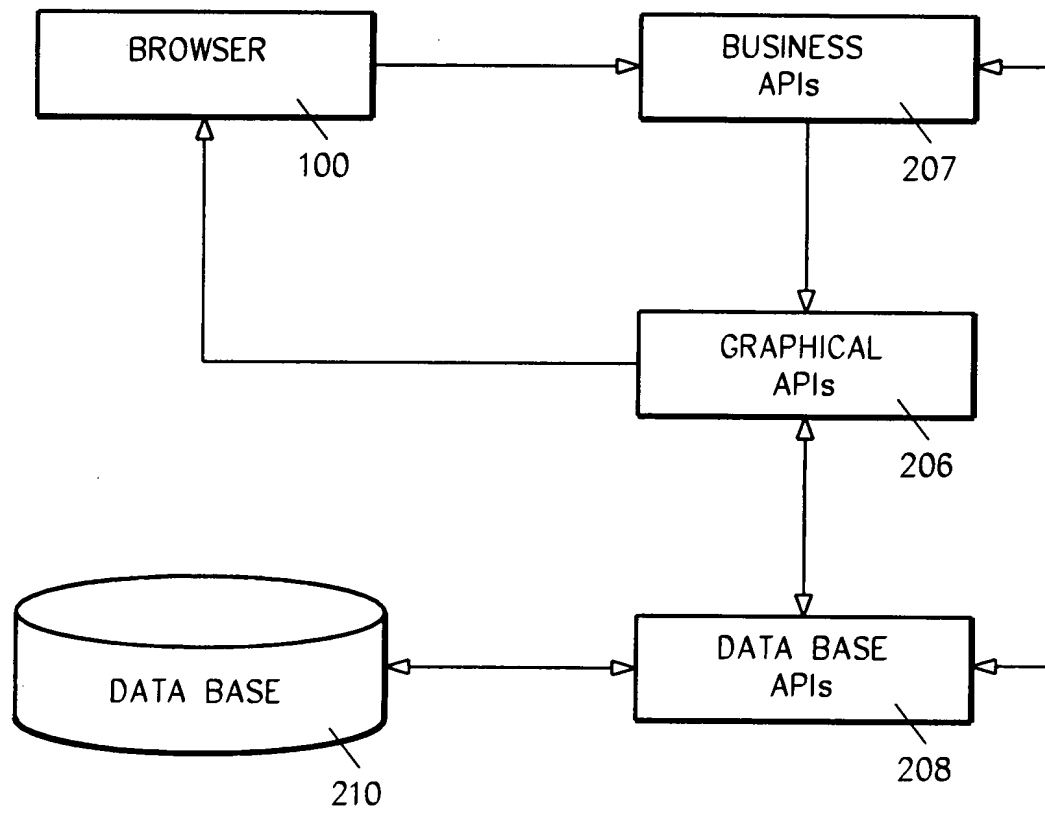 BROWSER
100
BUSINESS
APIs
207
GRAPHICAL
APIs
206
DATA BASE
210
DATA BASE
APIs
208